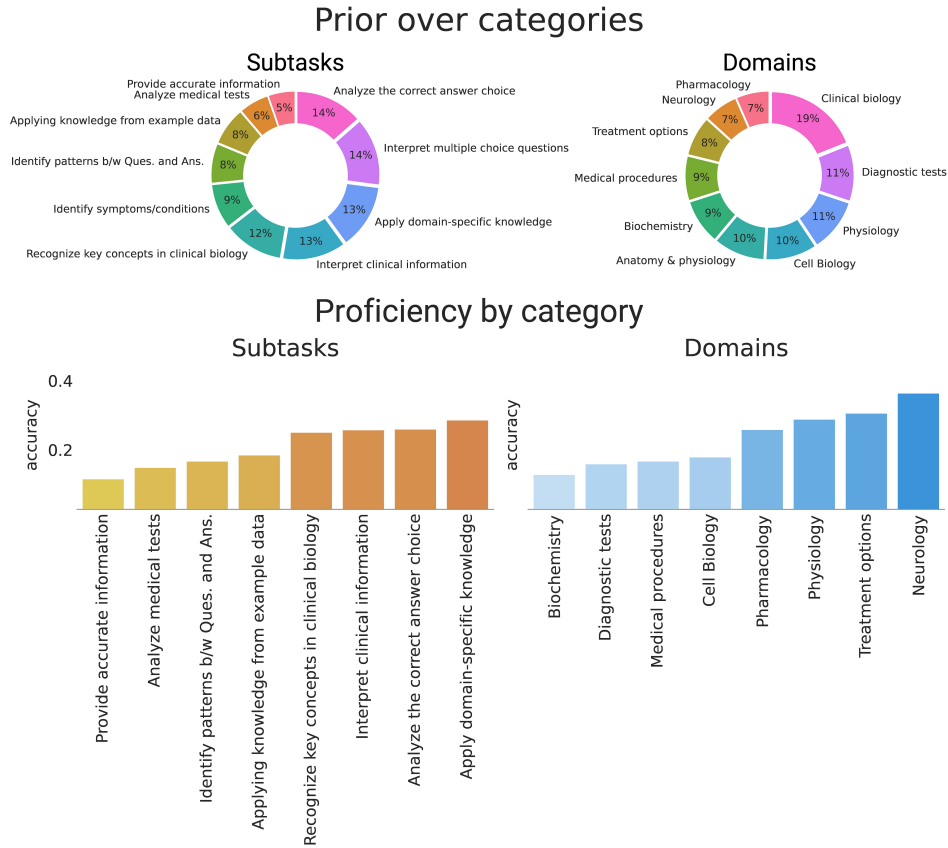 Prior over categories
Subtasks
Provide accurate information
Analyze medical tests
Applying knowledge from example data
Identify patterns b/w Ques. and Ans.
Identify symptoms/conditions
Recognize key concepts in clinical biology
Analyze the correct answer choice
Interpret multiple choice questions
Apply domain-specific knowledge
Interpret clinical information
5%
6%
8%
8%
9%
12%
13%
13%
14%
14%
Domains
Pharmacology
Neurology
Treatment options
Medical procedures
Biochemistry
Anatomy & physiology
Clinical biology
Diagnostic tests
Physiology
Cell Biology
7%
7%
8%
9%
9%
10%
10%
11%
11%
19%
Proficiency by category
Subtasks
accuracy
0.4
0.2
Provide accurate information
Analyze medical tests
Identify patterns b/w Ques. and Ans.
Applying knowledge from example data
Recognize key concepts in clinical biology
Interpret clinical information
Analyze the correct answer choice
Apply domain-specific knowledge
Domains
accuracy
Biochemistry
Diagnostic tests
Medical procedures
Cell Biology
Pharmacology
Physiology
Treatment options
Neurology